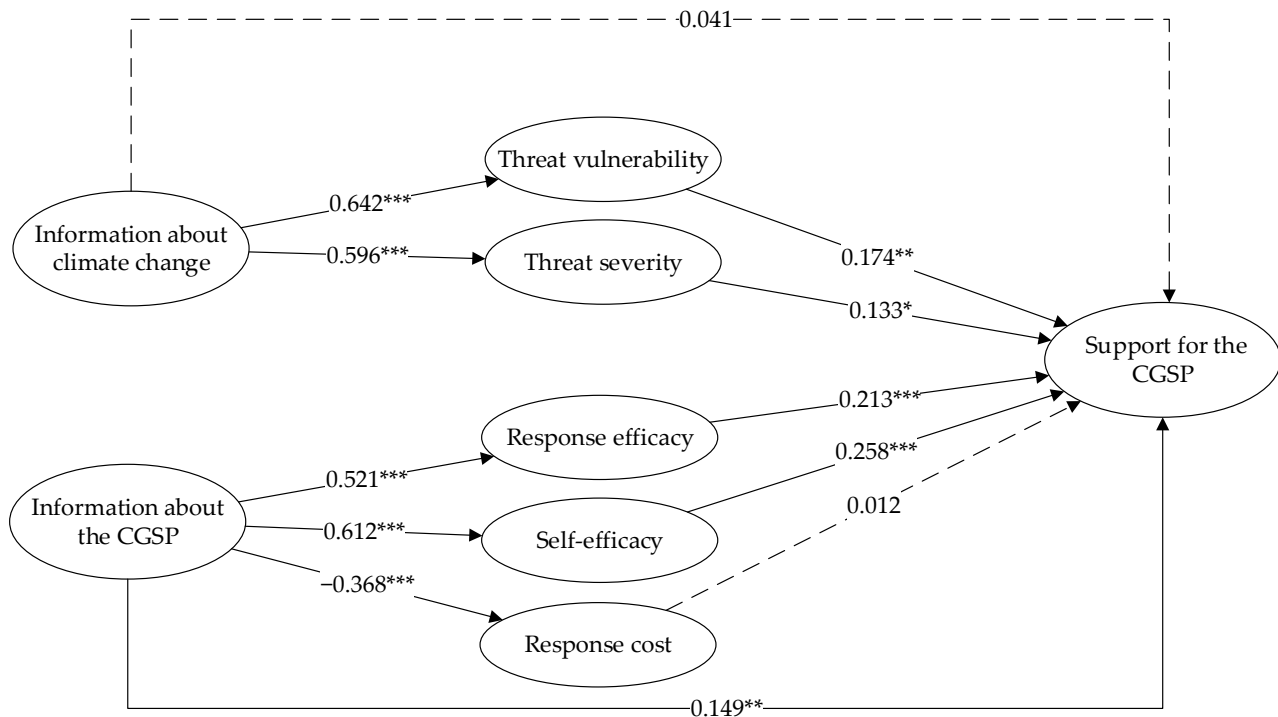 0.041
Threat vulnerability
0.642***
Information about
climate change
0.596***
Threat severity
0.174**
0.133*
Support for the
CGSP
0.213***
Response efficacy
0.258***
0.521***
Information about
the CGSP
0.012
0.612***
Self-efficacy
−0.368***
Response cost
0.149**